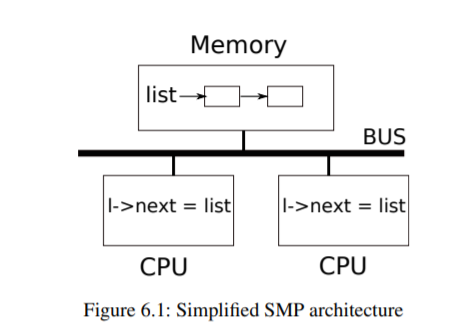 Memory
list
BUS
l->next = list
l->next = list
CPU
CPU
Figure 6.1: Simplified SMP architecture